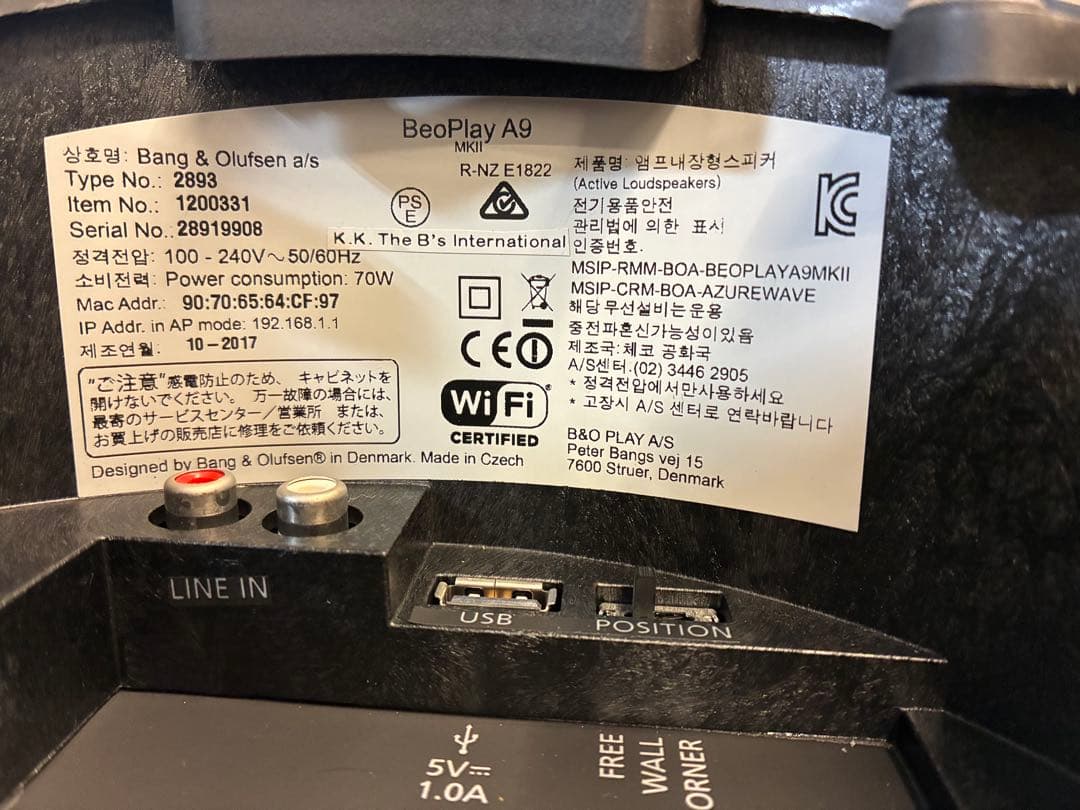 BeoPlay A9
MKII
상호명: Bang & Olufsen a/s
Type No.: 2893
Item No.: 1200331
Serial No.: 28919908
정격전압: 100 - 240V～ 50/60Hz
소비전력: Power consumption: 70W
Mac Addr.: 90:70:65:64:CF:97
IP Addr. in AP mode: 192.168.1.1
제조연월: 10-2017
"ご注意" 感電防止のため、 キャビネットを
開けないでください。 万一故障の場合には、
最寄のサービスセンター／営業所 または、
お買上げの販売店に修理をご依頼ください。
Designed by Bang & Olufsen® in Denmark. Made in Czech
R-NZ E1822
PS
E
K.K. The B's International
CE
Wi Fi®
CERTIFIED
제품명: 앰프내장형스피커
(Active Loudspeakers)
전기용품안전
관리법에 의한 표시
인증번호.
MSIP-RMM-BOA-BEOPLAYA9MKII
MSIP-CRM-BOA-AZUREWAVE
해당 무선설비는 운용
중전파혼신가능성이 있음
제조국: 체코 공화국
A/S센터.(02) 3446 2905
* 정격전압에서만사용하세요
* 고장시 A/S 센터로 연락바랍니다
B&O PLAY A/S
Peter Bangs vej 15
7600 Struer, Denmark
KC
LINE IN
USB
POSITION
5V
1.0A
FREE
WALL
CORNER